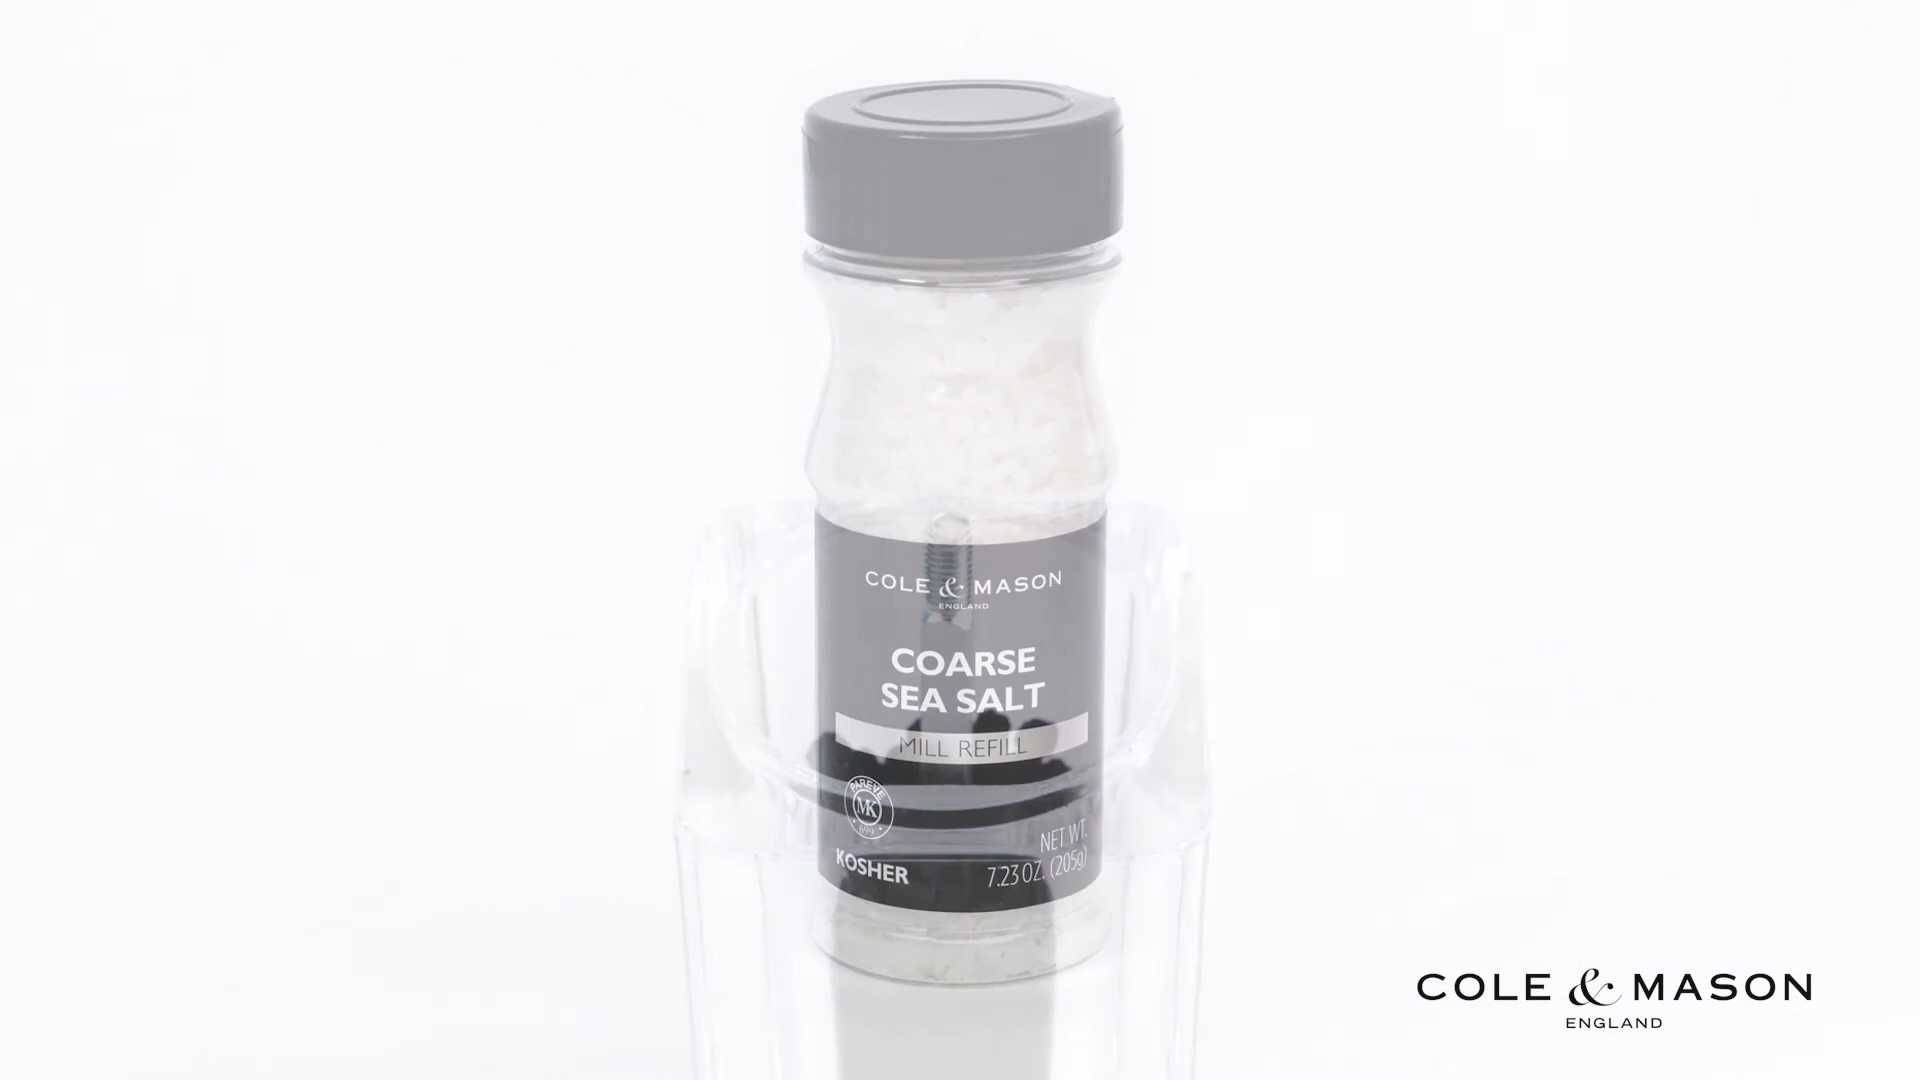 COLE & MASON
ENGLAND
COARSE
SEA SALT
MILL REFILL
PAREVE
MK
899
KOSHER
NET WT.
7.23 OZ. (205g)
COLE & MASON
ENGLAND